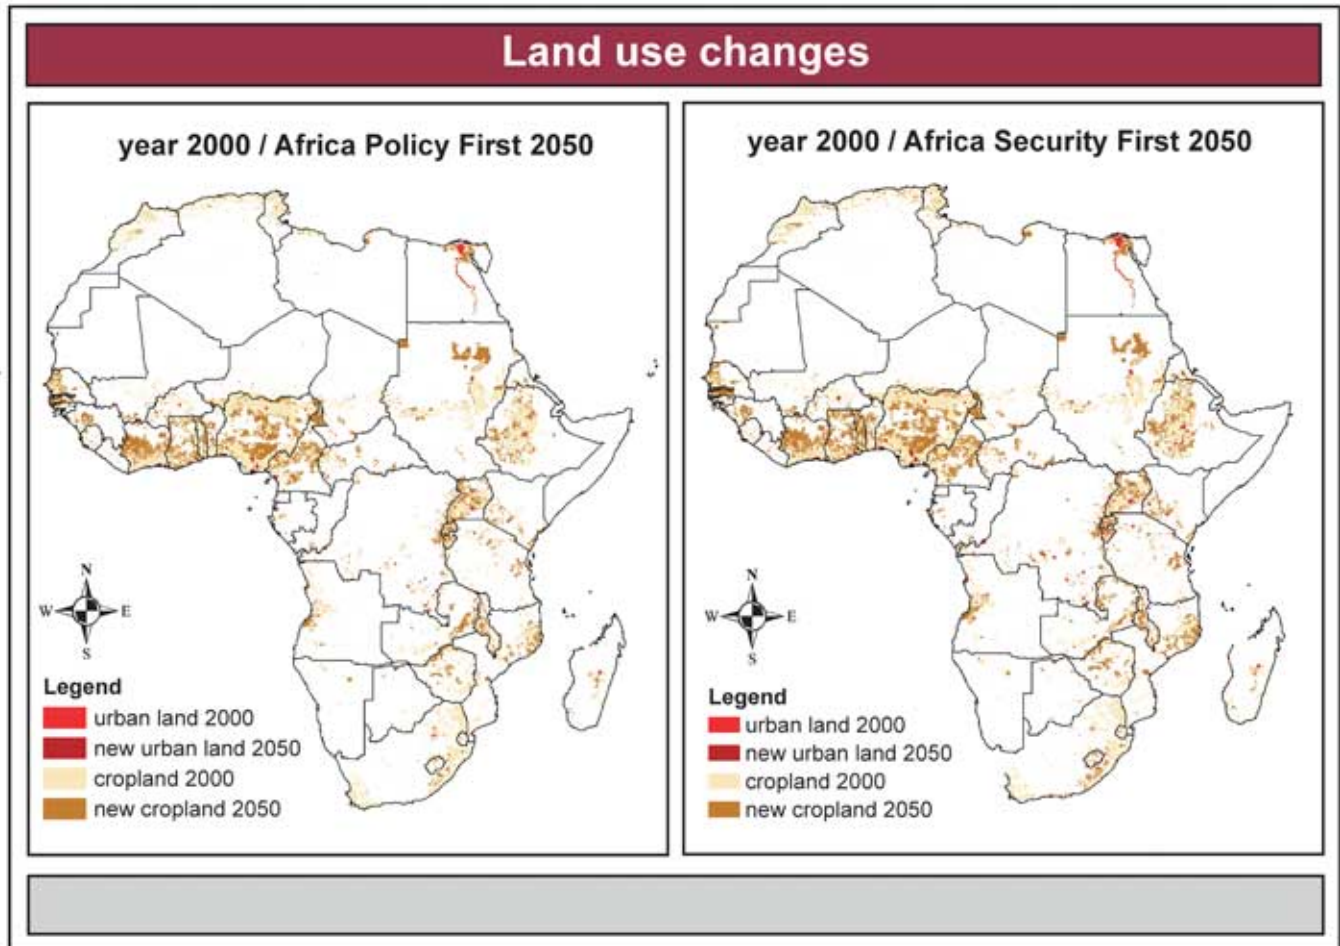 Land use changes
year 2000 / Africa Policy First 2050
N
W E
S
Legend
urban land 2000
new urban land 2050
cropland 2000
new cropland 2050
year 2000 / Africa Security First 2050
N
W E
S
Legend
urban land 2000
new urban land 2050
cropland 2000
new cropland 2050